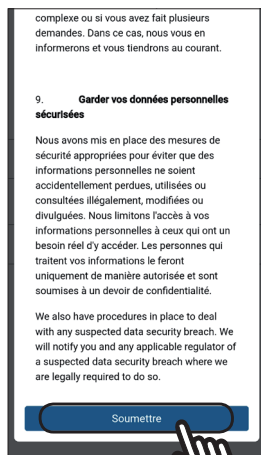 complexe ou si vous avez fait plusieurs
demandes. Dans ce cas, nous vous en
informerons et vous tiendrons au courant.
9. Garder vos données personnelles
sécurisées
Nous avons mis en place des mesures de
sécurité appropriées pour éviter que des
informations personnelles ne soient
accidentellement perdues, utilisées ou
consultées illégalement, modifiées ou
divulguées. Nous limitons l'accès à vos
informations personnelles à ceux qui ont un
besoin réel d'y accéder. Les personnes qui
traitent vos informations le feront
uniquement de manière autorisée et sont
soumises à un devoir de confidentialité.
We also have procedures in place to deal
with any suspected data security breach. We
will notify you and any applicable regulator of
a suspected data security breach where we
are legally required to do so.
Soumettre